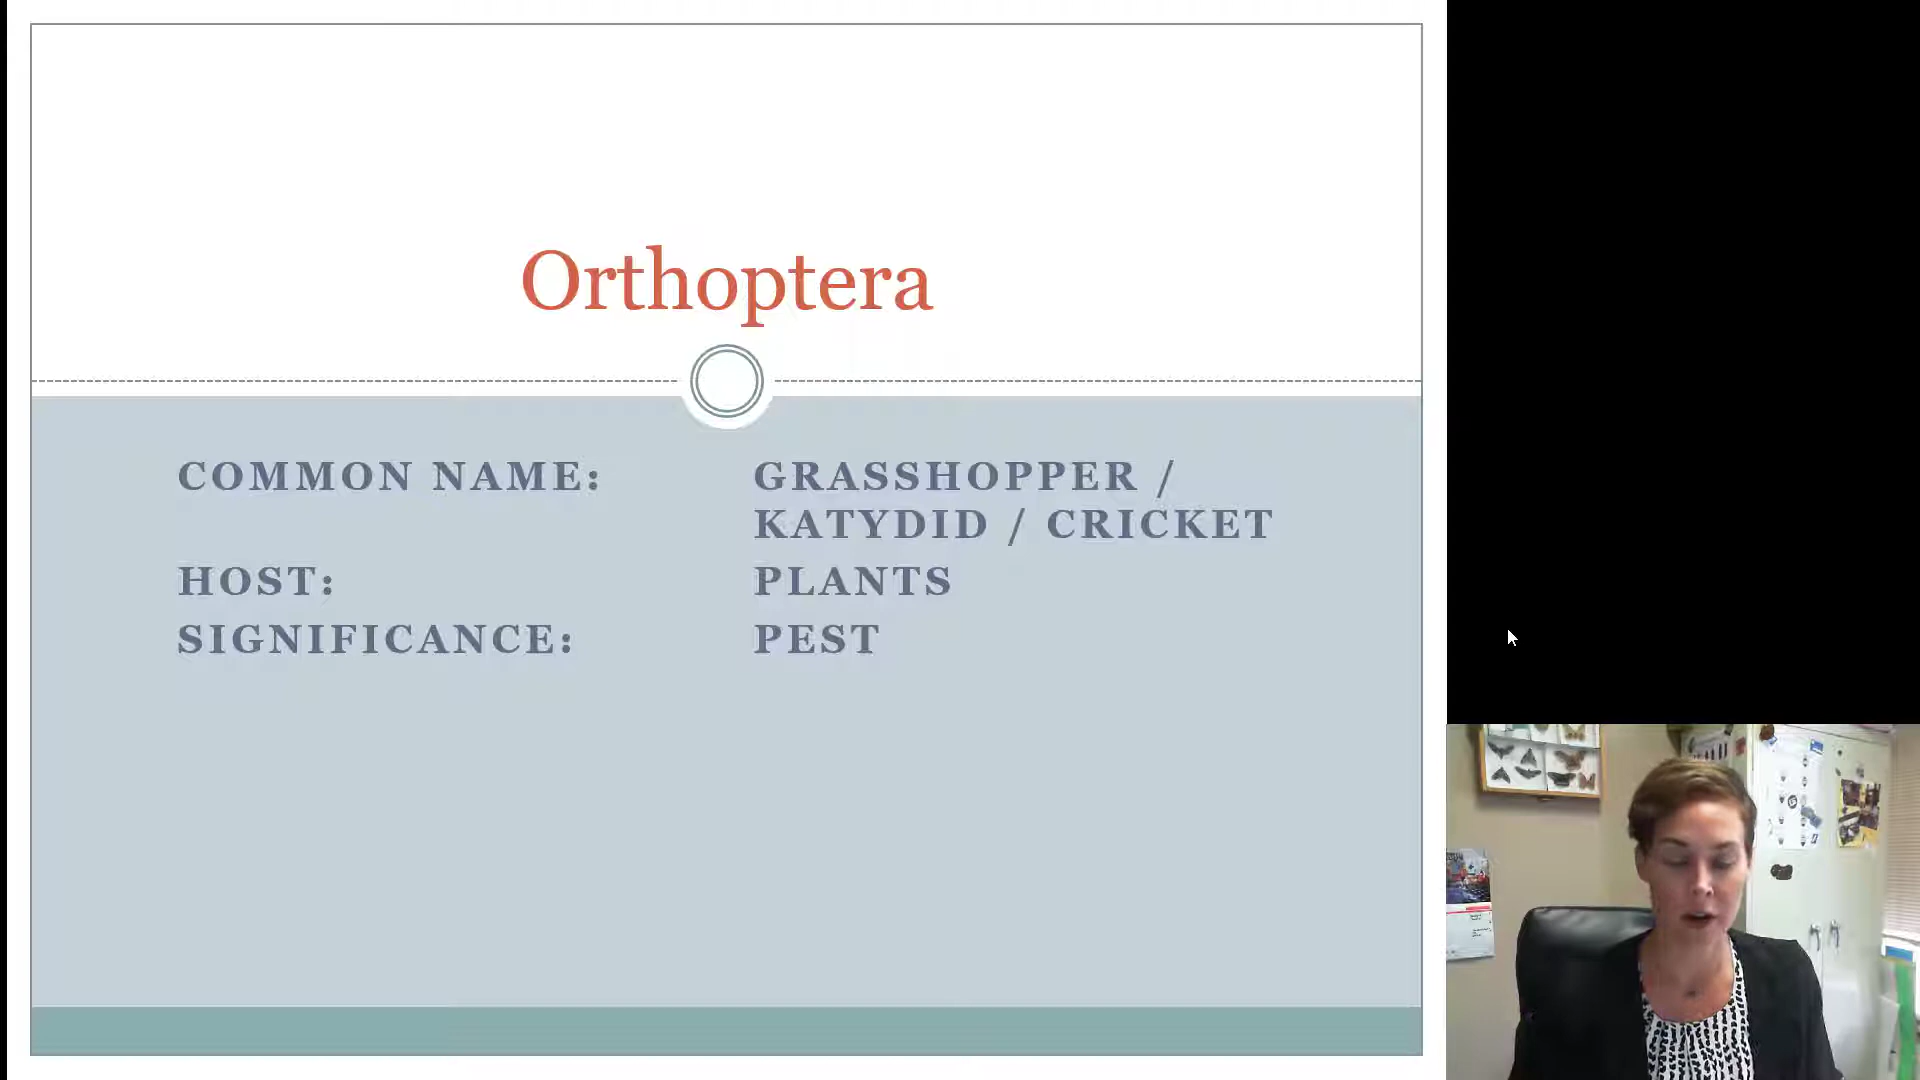 Orthoptera
COMMON NAME:
GRASSHOPPER /
KATYDID / CRICKET
HOST:
PLANTS
SIGNIFICANCE:
PEST